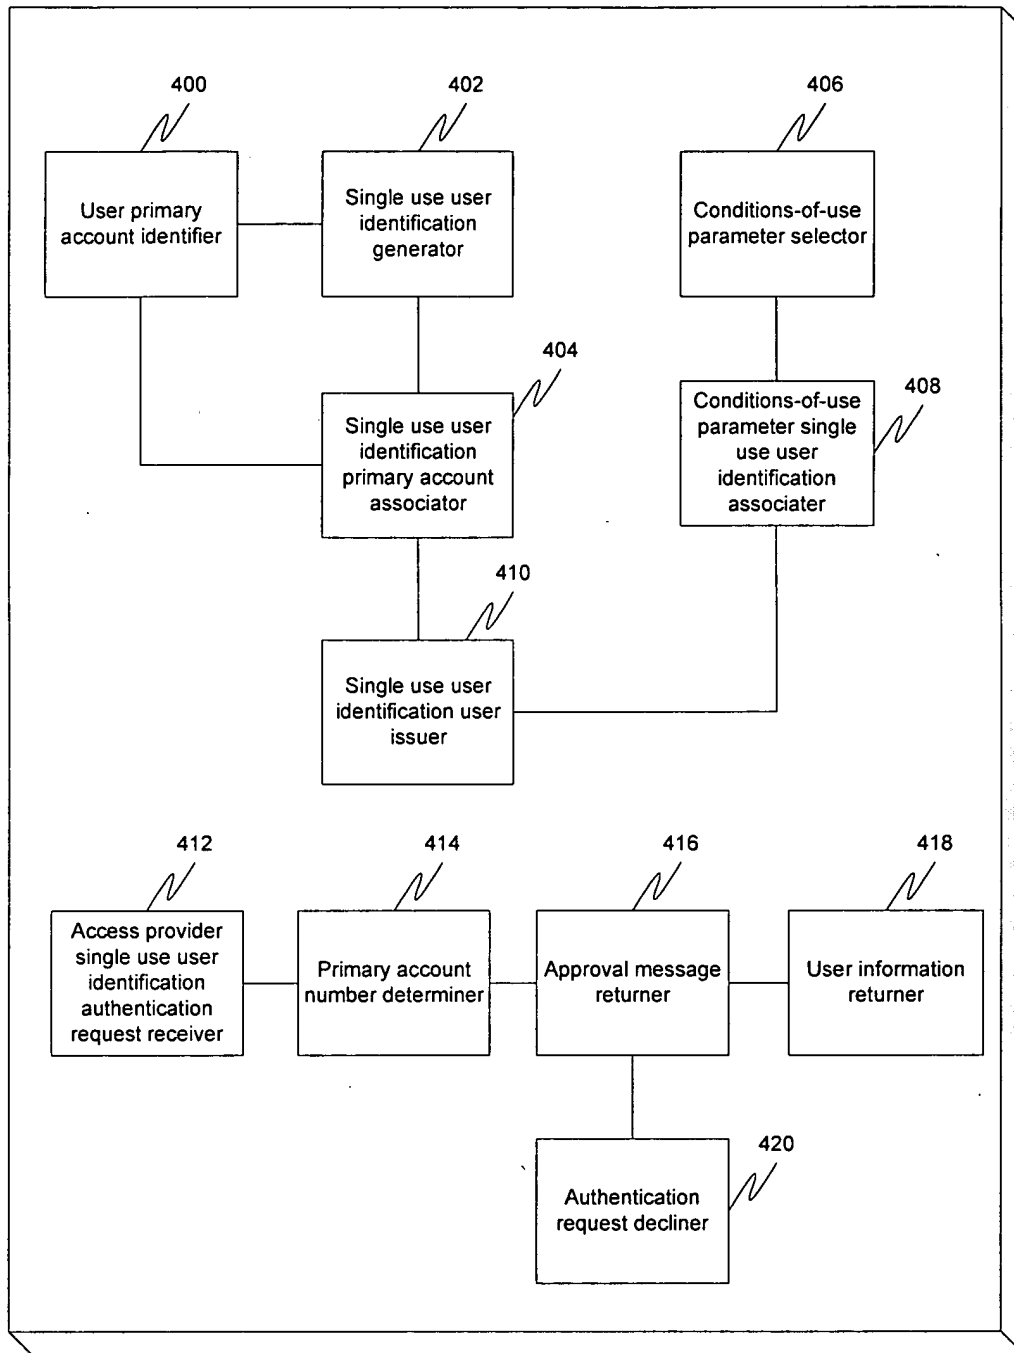 400
402
406
User primary
account identifier
Single use user
identification
generator
Conditions-of-use
parameter selector
404
408
Single use user
identification
primary account
associator
Conditions-of-use
parameter single
use user
identification
associater
410
Single use user
identification user
issuer
412
414
416
418
Access provider
single use user
identification
authentication
request receiver
Primary account
number determiner
Approval message
returner
User information
returner
420
Authentication
request decliner